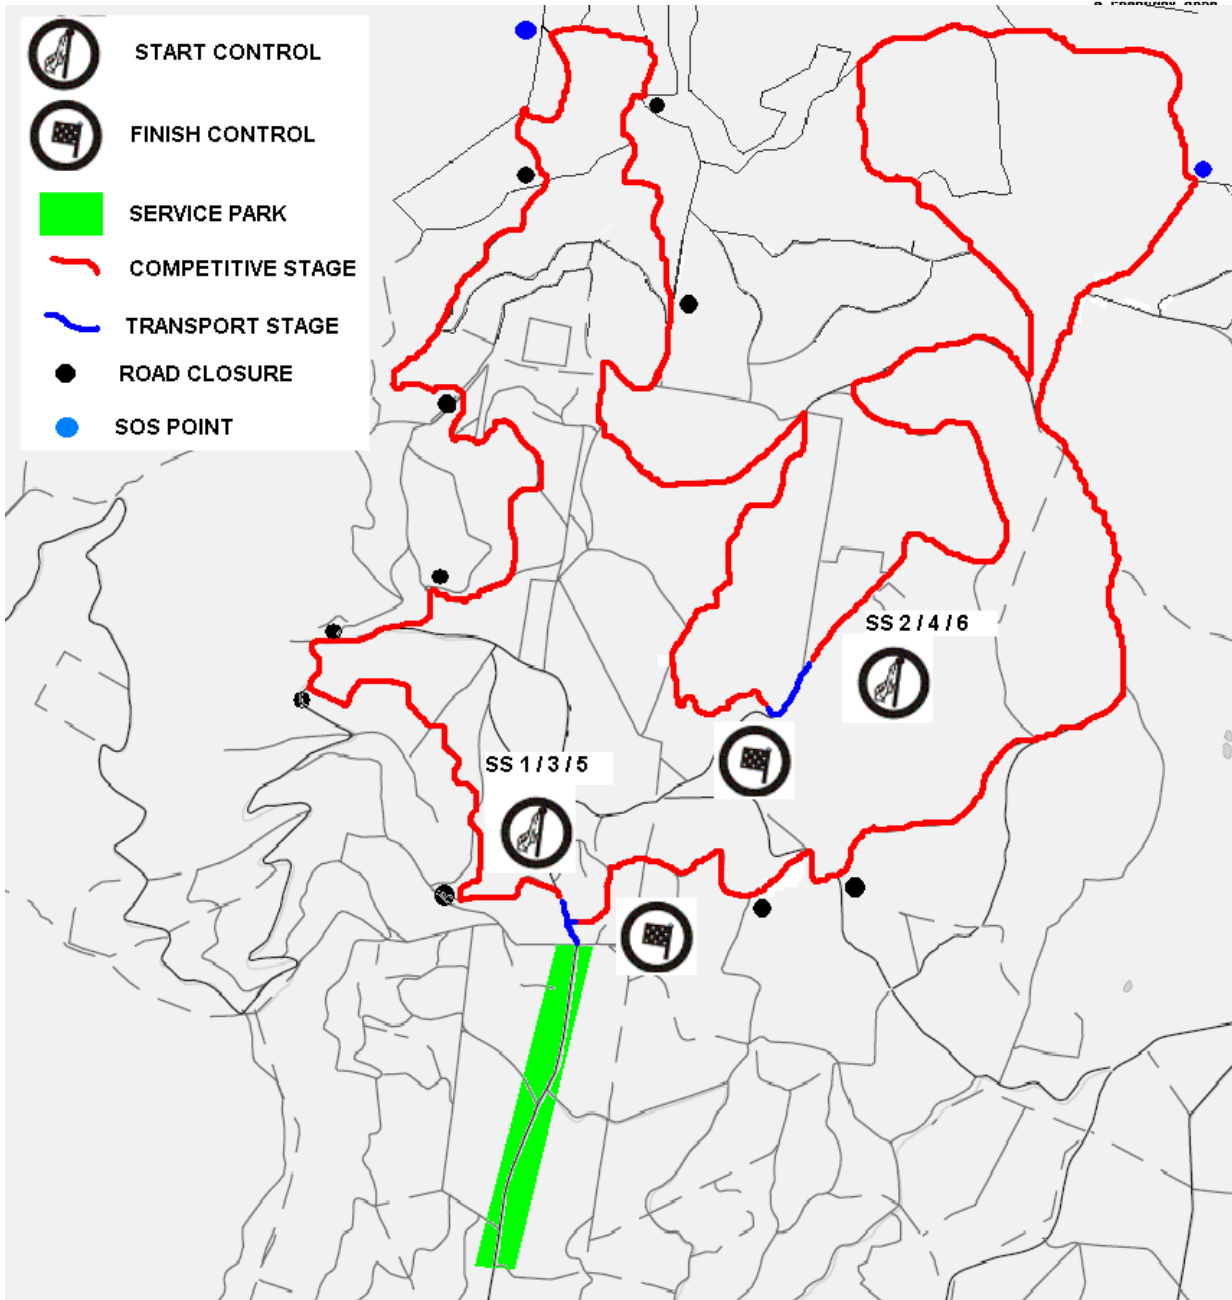 START CONTROL
FINISH CONTROL
SERVICE PARK
COMPETITIVE STAGE
TRANSPORT STAGE
ROAD CLOSURE
SOS POINT
SS 2 / 4 / 6
SS 1 / 3 / 5